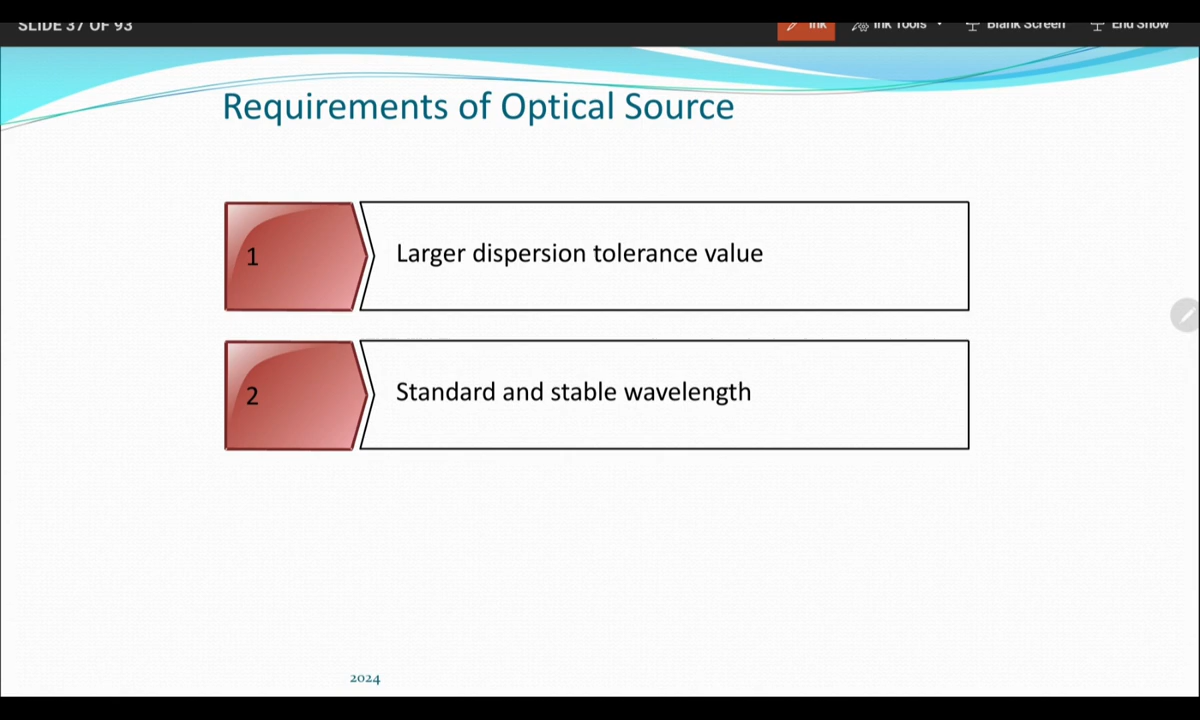 SLIDE 37 OF 93
Ink
Ink Tools
Blank Screen
End Show
Requirements of Optical Source
1
Larger dispersion tolerance value
2
Standard and stable wavelength
2024